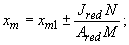 x_m = x_{m1} ± \frac{J_{red} N}{A_{red} M};